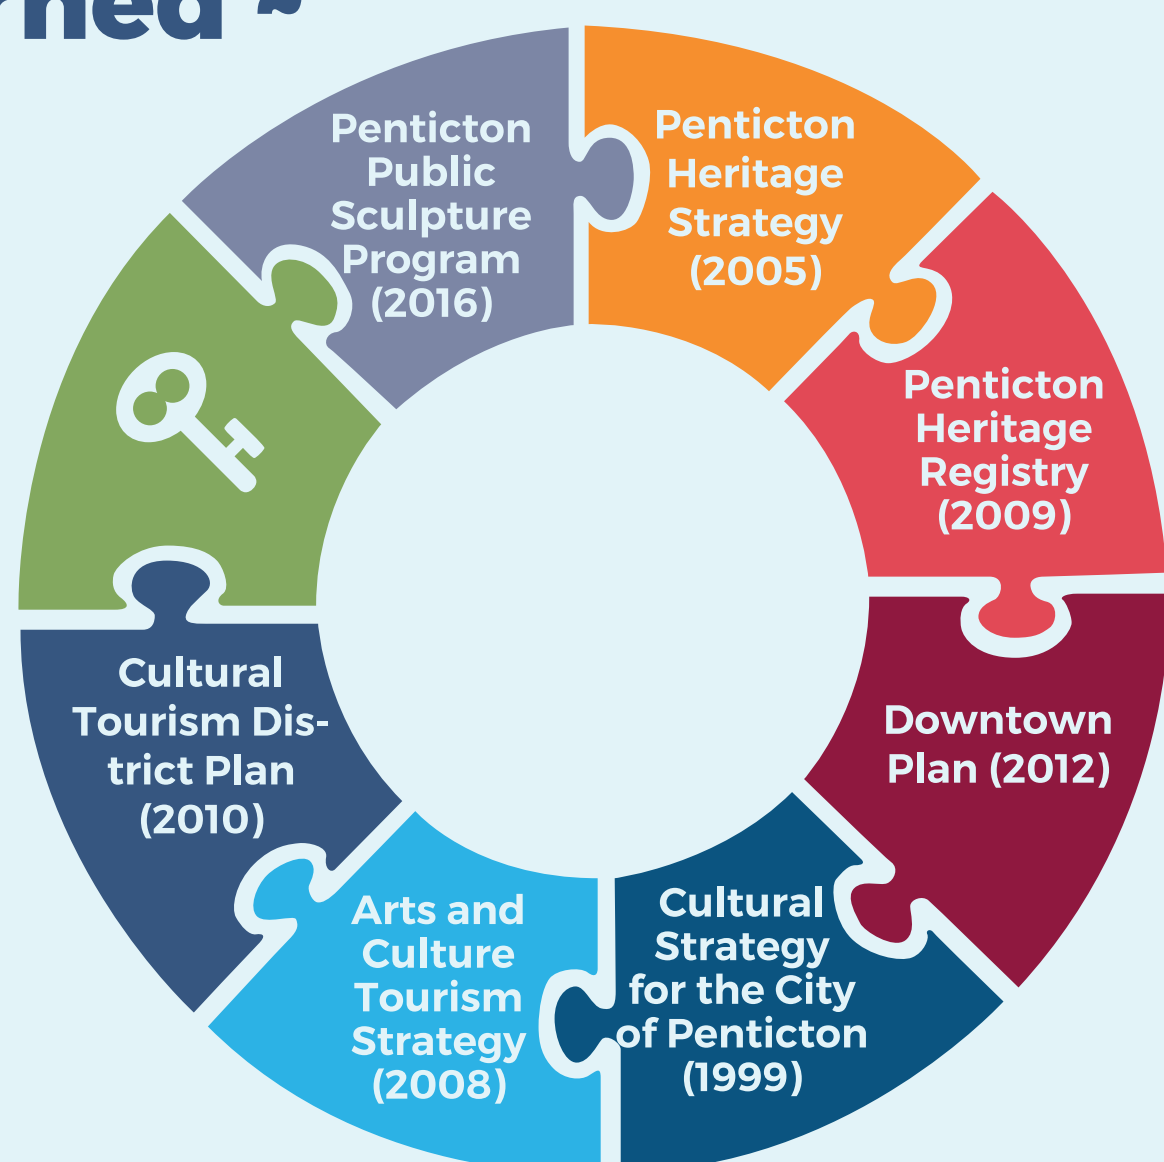 Penticton
Public
Sculpture
Program
(2016)
Penticton
Heritage
Strategy
(2005)
Penticton
Heritage
Registry
(2009)
Downtown
Plan (2012)
Cultural
Strategy
for the City
of Penticton
(1999)
Arts and
Culture
Tourism
Strategy
(2008)
Cultural
Tourism Dis-
trict Plan
(2010)